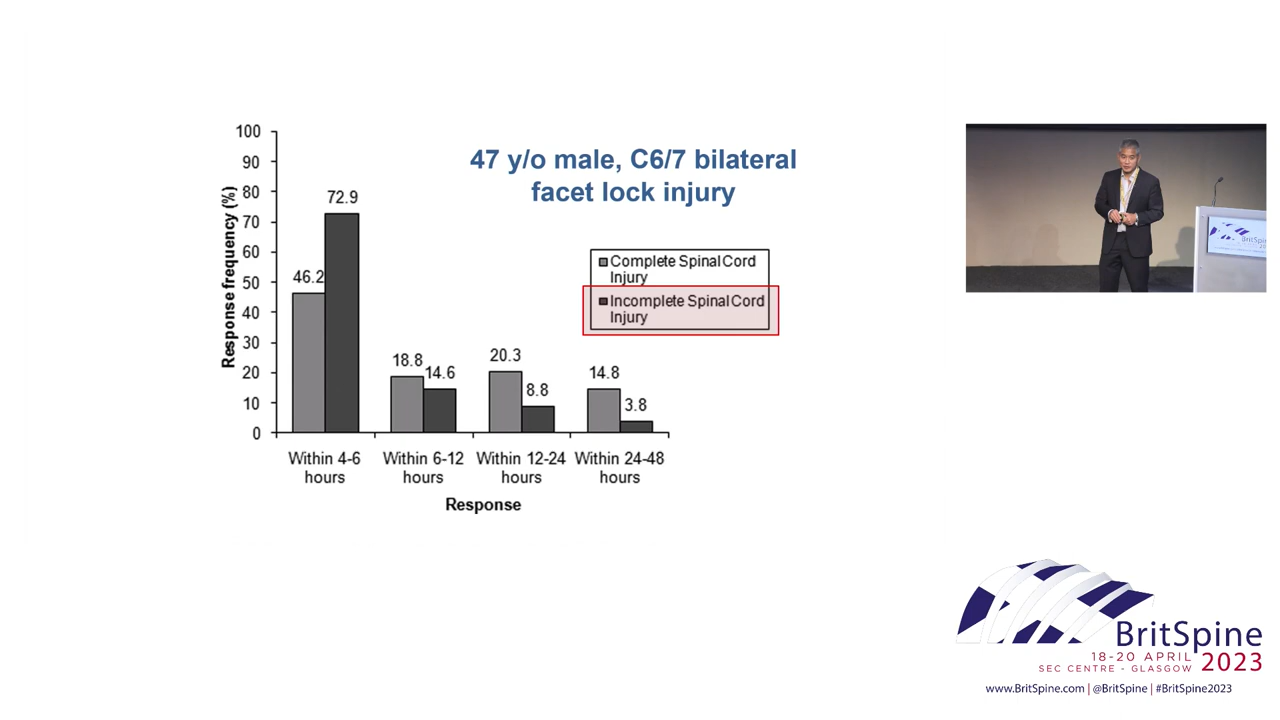 47 y/o male, C6/7 bilateral
facet lock injury
100
90
80
70
60
50
40
30
20
10
0
Response frequency (%)
46.2
72.9
18.8
14.6
20.3
8.8
14.8
3.8
Complete Spinal Cord
Injury
Incomplete Spinal Cord
Injury
Within 4-6
hours
Within 6-12
hours
Within 12-24
hours
Within 24-48
hours
Response
BritSpine
18-20 APRIL
SEC CENTRE - GLASGOW
2023
www.BritSpine.com | @BritSpine | #BritSpine2023